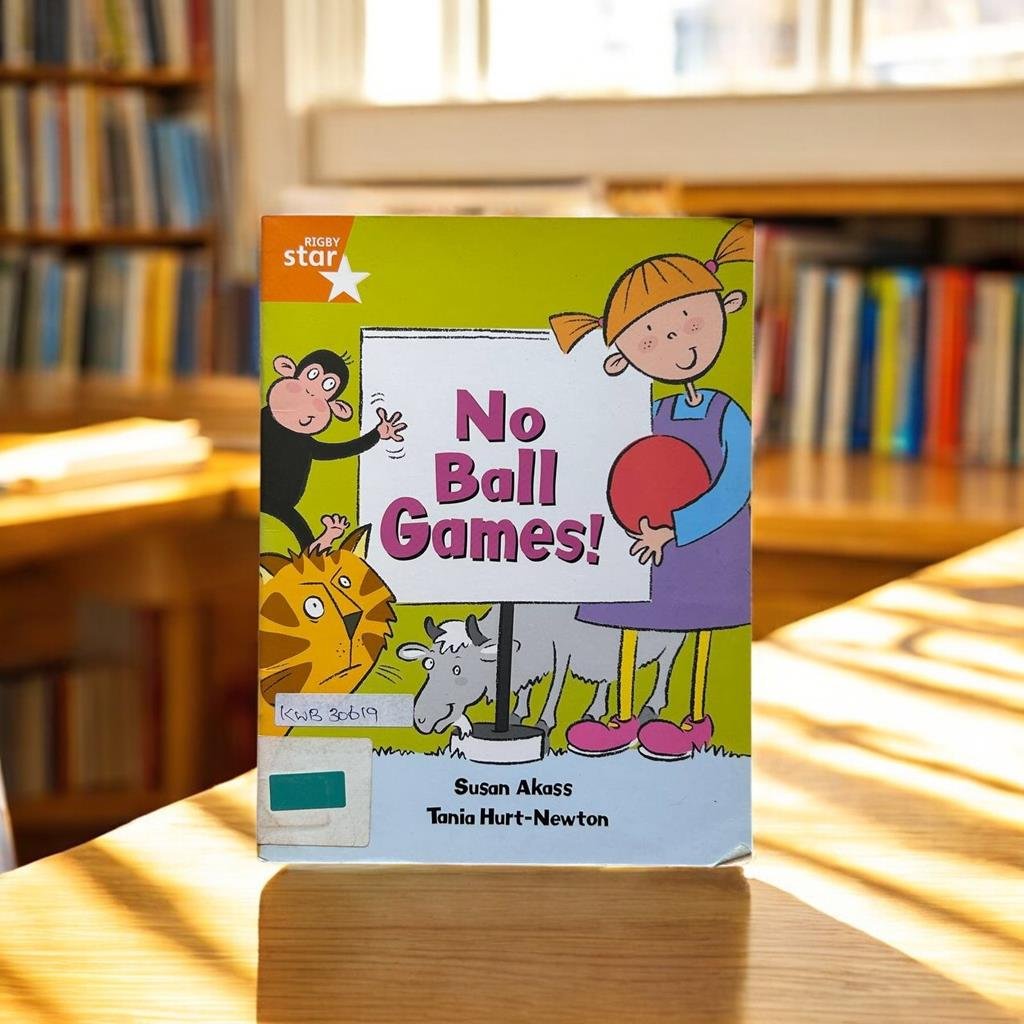 RIGBY
star
No
Ball
Games!
KWB 30619
Susan Akass
Tania Hurt-Newton